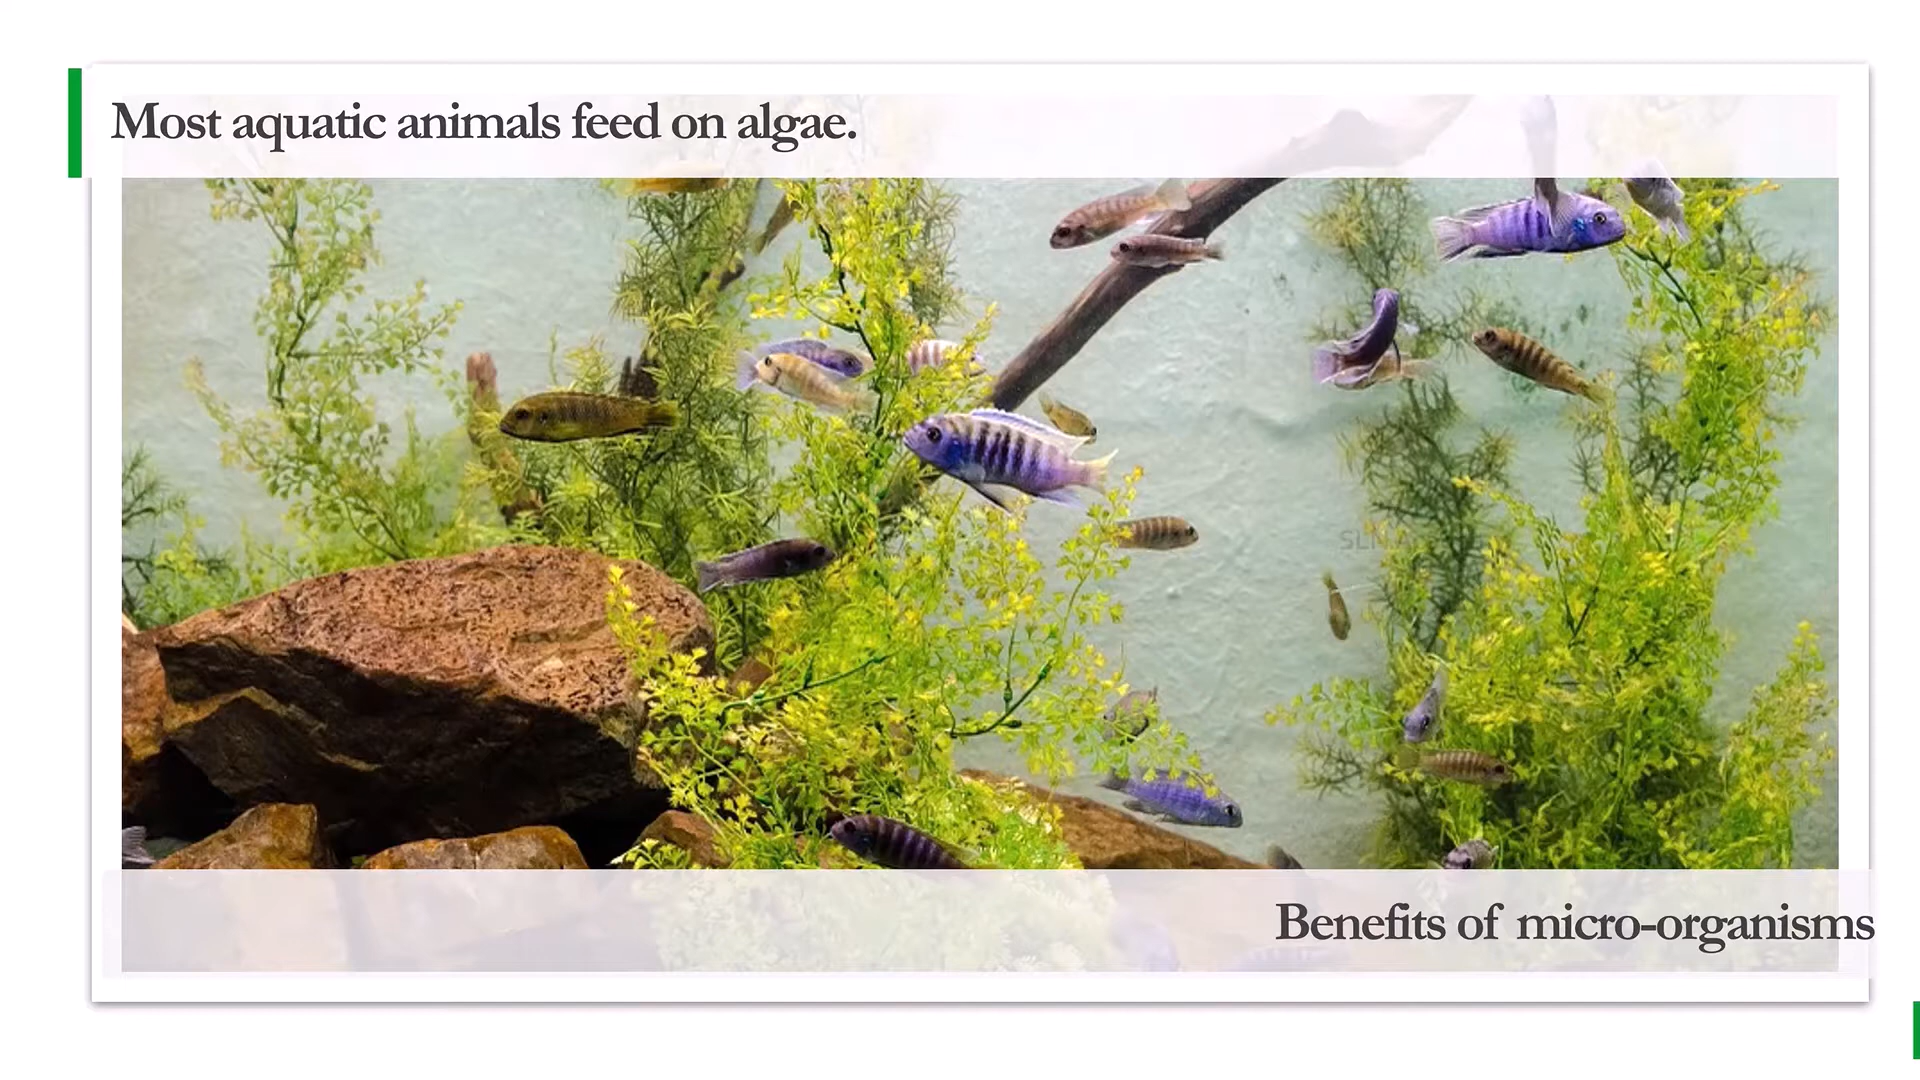 Most aquatic animals feed on algae.
Benefits of micro-organisms